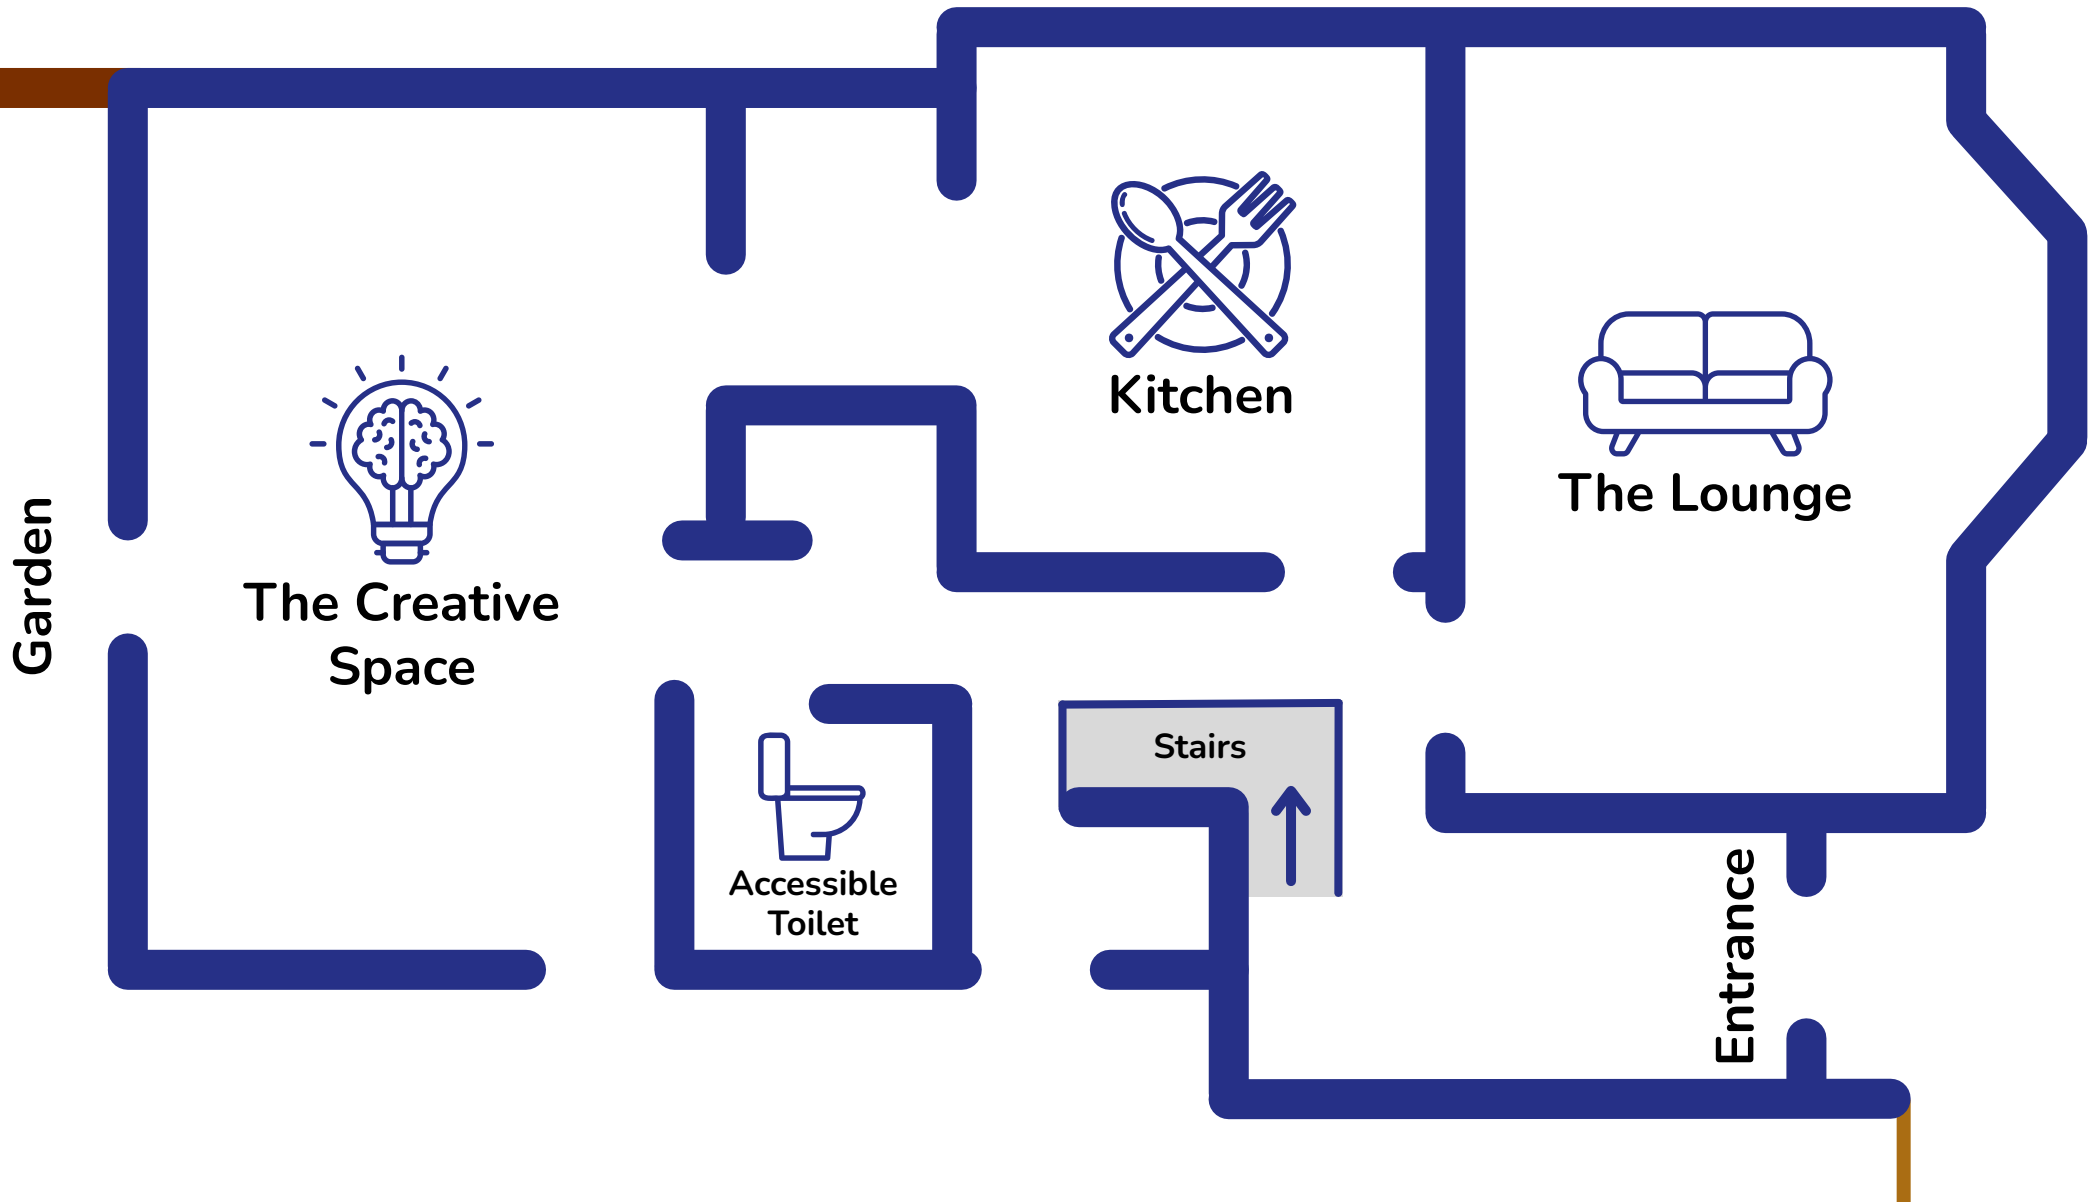 Kitchen
The Lounge
Garden
The Creative
Space
Stairs
Accessible
Toilet
Entrance